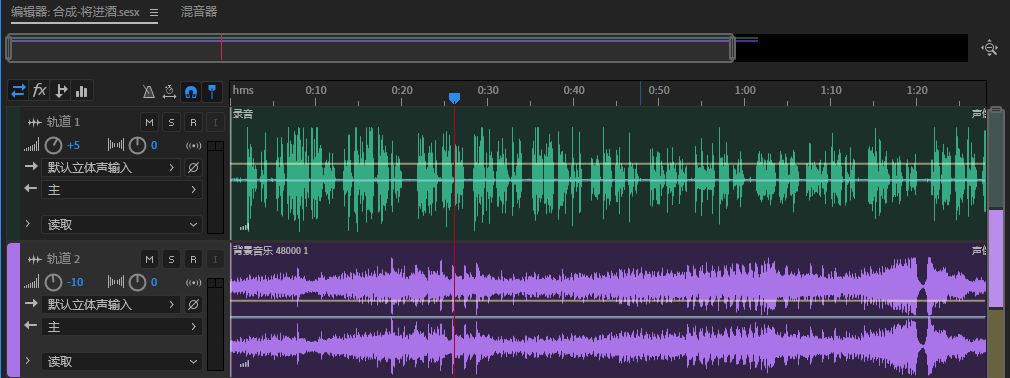 编辑器: 合成-将进酒.sesx ≡ 混音器
fx
hms 0:10 0:20 0:30 0:40 0:50 1:00 1:10 1:20
轨道 1 M S R I
+5 0
默认立体声输入
主
读取
录音
轨道 2 M S R I
-10 0
默认立体声输入
主
读取
背景音乐 48000 1